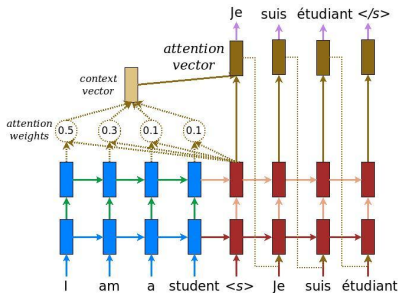 Je suis étudiant </s>
attention
vector
context
vector
attention
weights
0.5 0.3 0.1 0.1
I am a student <s> Je suis étudiant